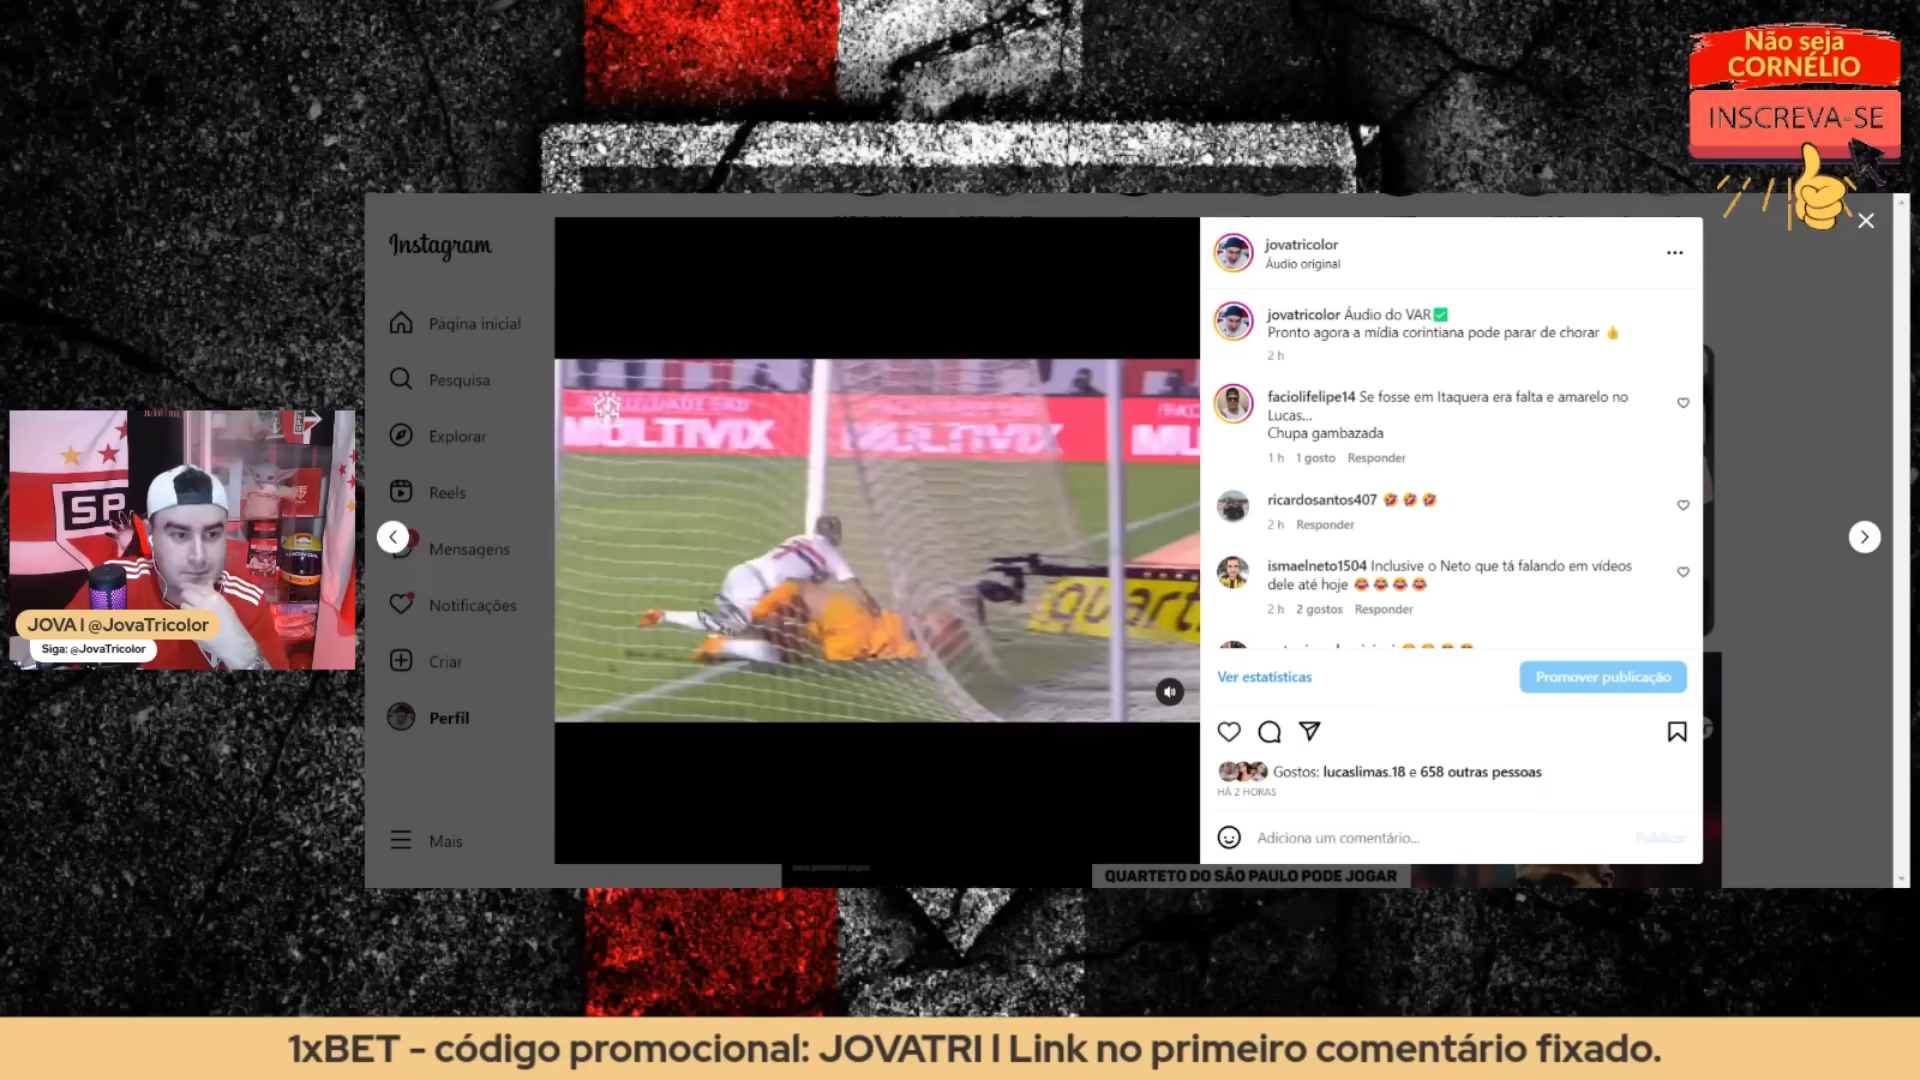 Não seja
CORNÉLIO
INSCREVA-SE
Instagram
Página inicial
Pesquisa
Explorar
Reels
Mensagens
Notificações
Criar
Perfil
Mais
SP
JOVA | @JovaTricolor
Siga: @JovaTricolor
MULTIVIX
MULTIVIX
MU
quart
jovatricolor
Áudio original
jovatricolor Áudio do VAR✅
Pronto agora a mídia corintiana pode parar de chorar 👍
2 h
faciolifelipe14 Se fosse em Itaquera era falta e amarelo no
Lucas...
Chupa gambazada
1 h 1 gosto Responder
ricardosantos407 🤣🤣🤣
2 h Responder
ismaelneto1504 Inclusive o Neto que tá falando em vídeos
dele até hoje 😂😂😂😂
2 h 2 gostos Responder
Ver estatísticas
Promover publicação
Gostos: lucaslimas.18 e 658 outras pessoas
HÁ 2 HORAS
Adiciona um comentário...
Publicar
QUARTETO DO SÃO PAULO PODE JOGAR
1xBET - código promocional: JOVATRI | Link no primeiro comentário fixado.